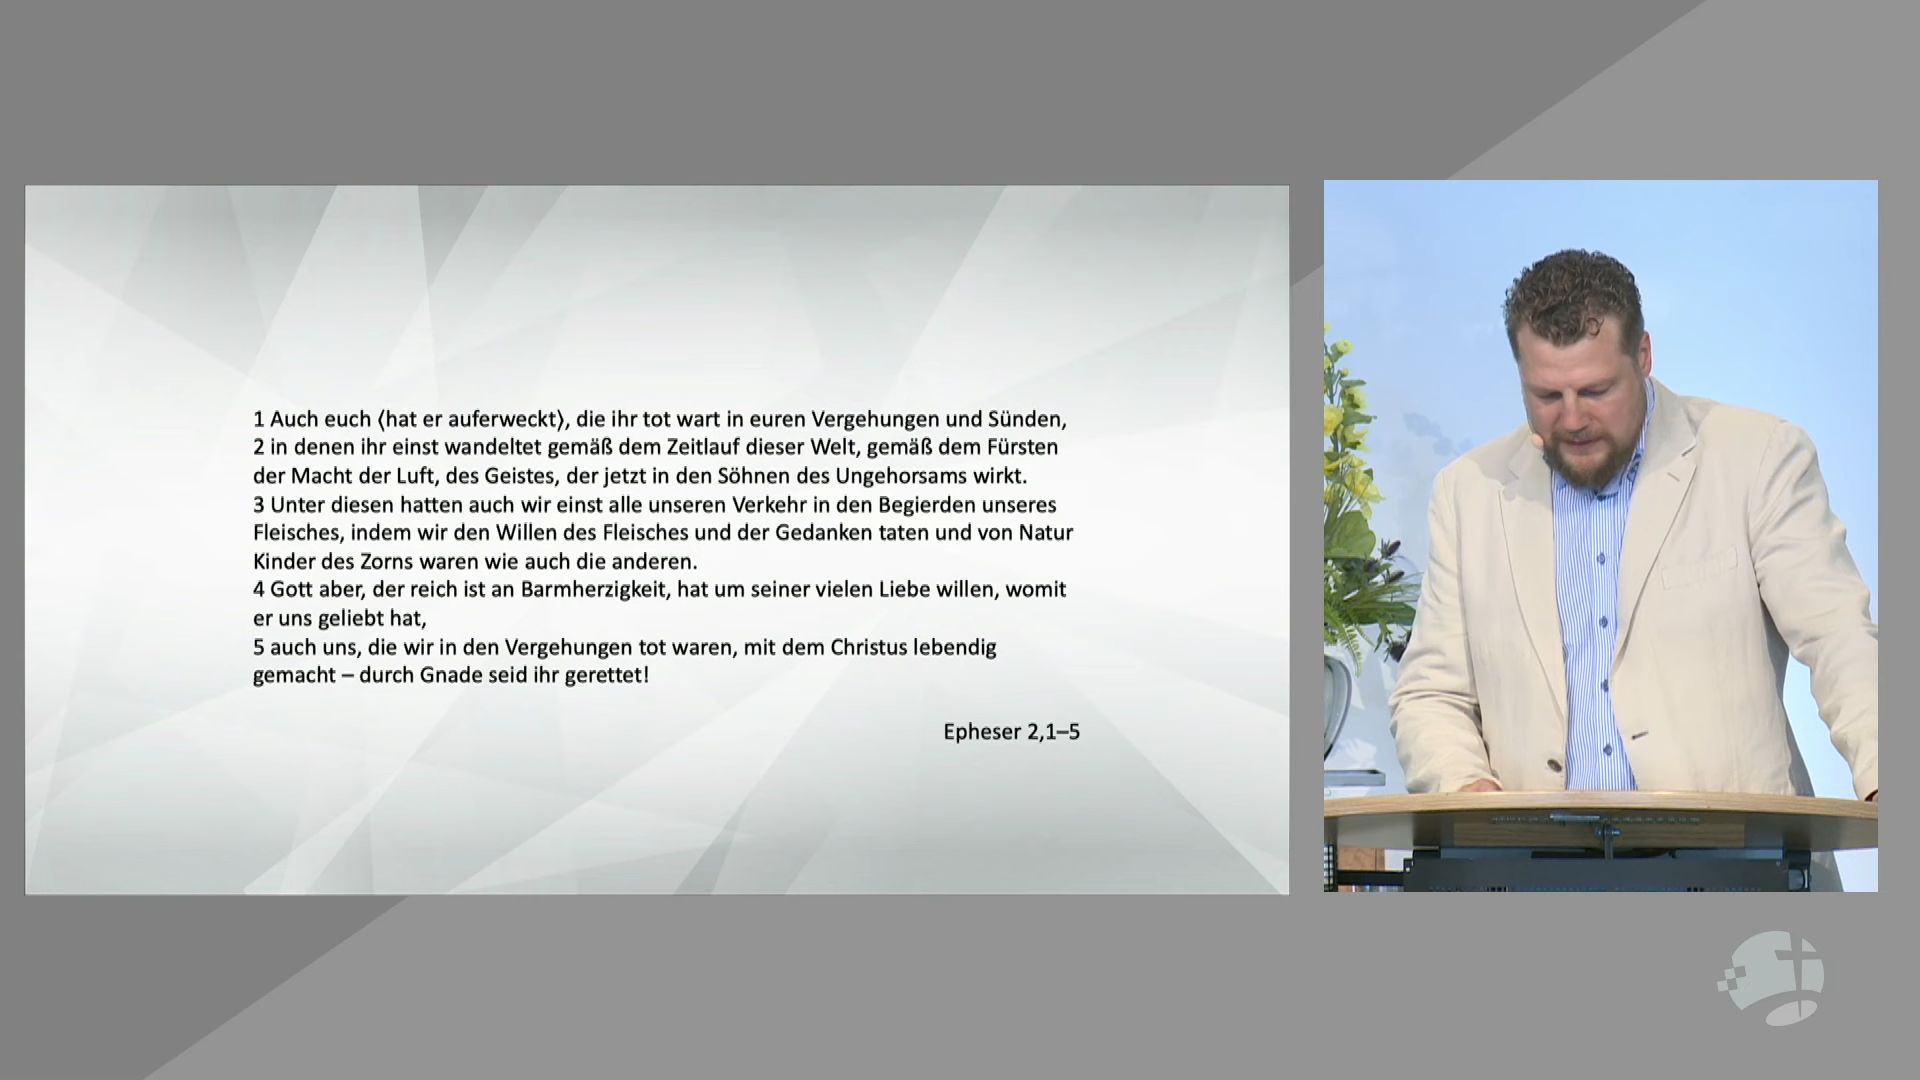 1 Auch euch ⟨hat er auferweckt⟩, die ihr tot wart in euren Vergehungen und Sünden,
2 in denen ihr einst wandeltet gemäß dem Zeitlauf dieser Welt, gemäß dem Fürsten
der Macht der Luft, des Geistes, der jetzt in den Söhnen des Ungehorsams wirkt.
3 Unter diesen hatten auch wir einst alle unseren Verkehr in den Begierden unseres
Fleisches, indem wir den Willen des Fleisches und der Gedanken taten und von Natur
Kinder des Zorns waren wie auch die anderen.
4 Gott aber, der reich ist an Barmherzigkeit, hat um seiner vielen Liebe willen, womit
er uns geliebt hat,
5 auch uns, die wir in den Vergehungen tot waren, mit dem Christus lebendig
gemacht – durch Gnade seid ihr gerettet!
Epheser 2,1–5